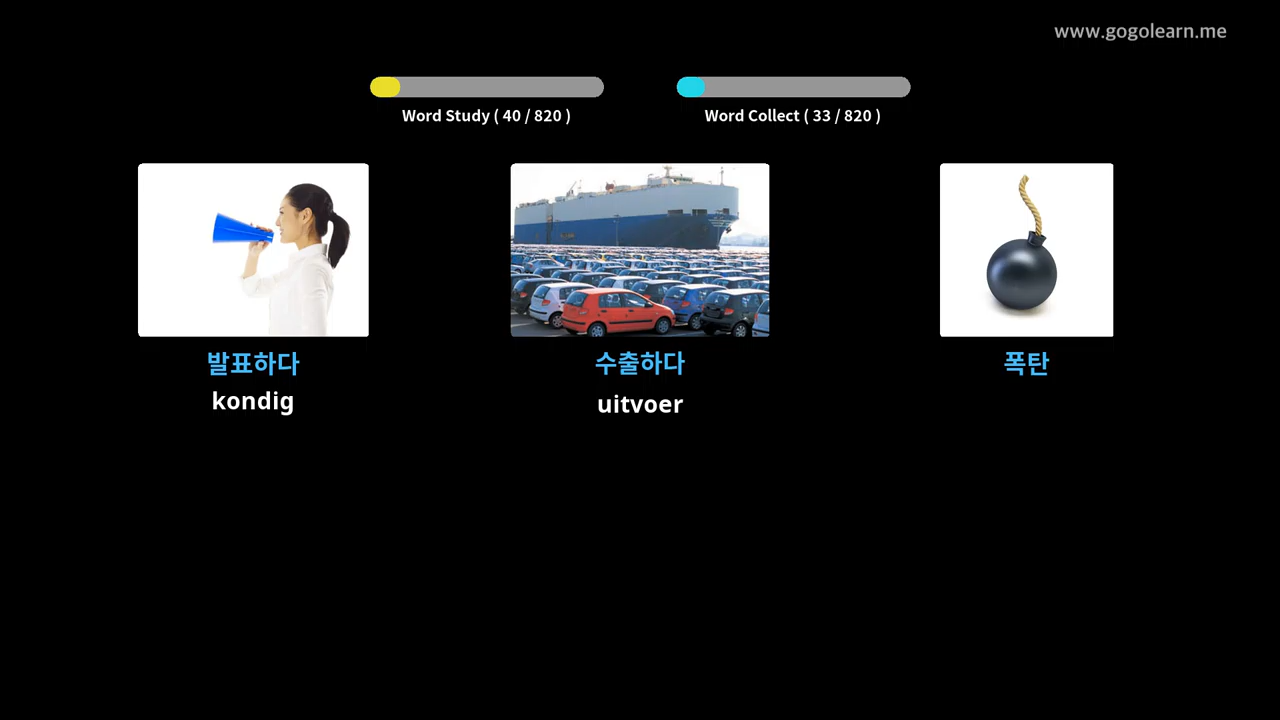 www.gogolearn.me
Word Study ( 40 / 820 )
Word Collect ( 33 / 820 )
발표하다
수출하다
폭탄
kondig
uitvoer